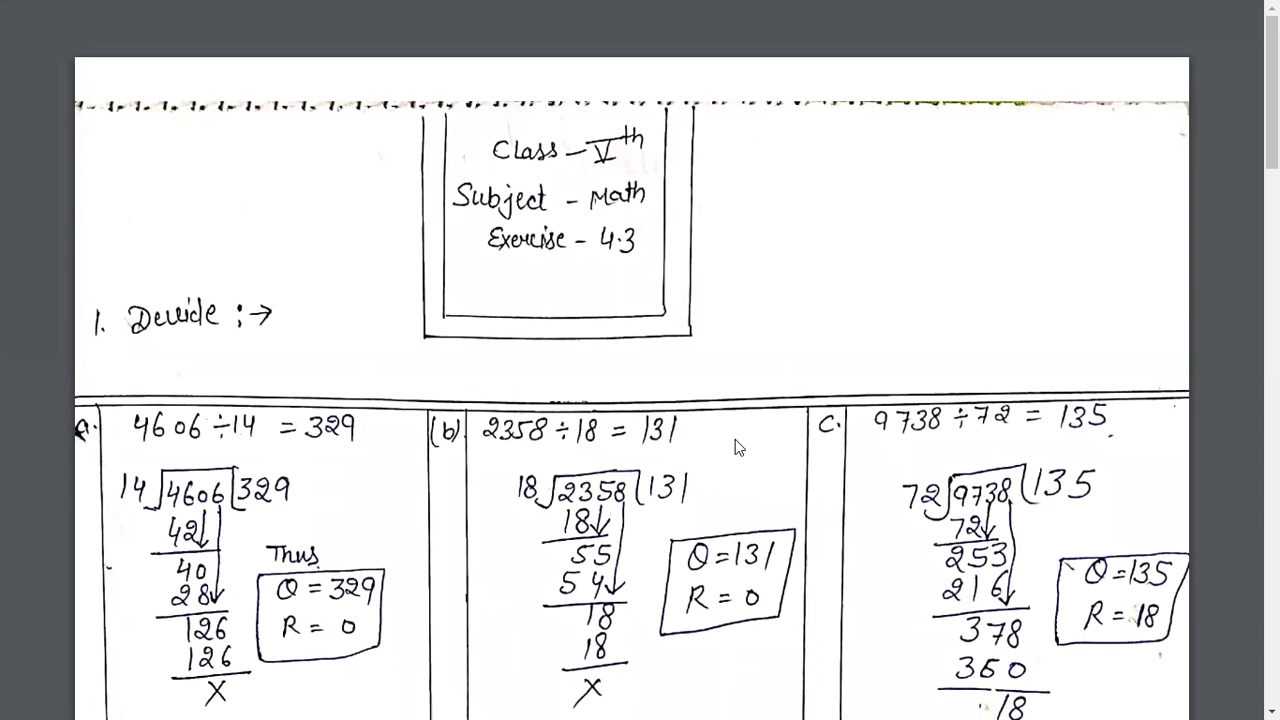 Class - Vth
Subject - Math
Exercise - 4.3
1. Devide :→
a. 4606 ÷ 14 = 329
14 4606 329
42
40
28
126
126
X
Thus
Q = 329
R = 0
(b) 2358 ÷ 18 = 131
18 2358 131
18
55
54
18
18
X
Q = 131
R = 0
c. 9738 ÷ 72 = 135
72 9738 135
72
253
216
378
360
18
Q = 135
R = 18